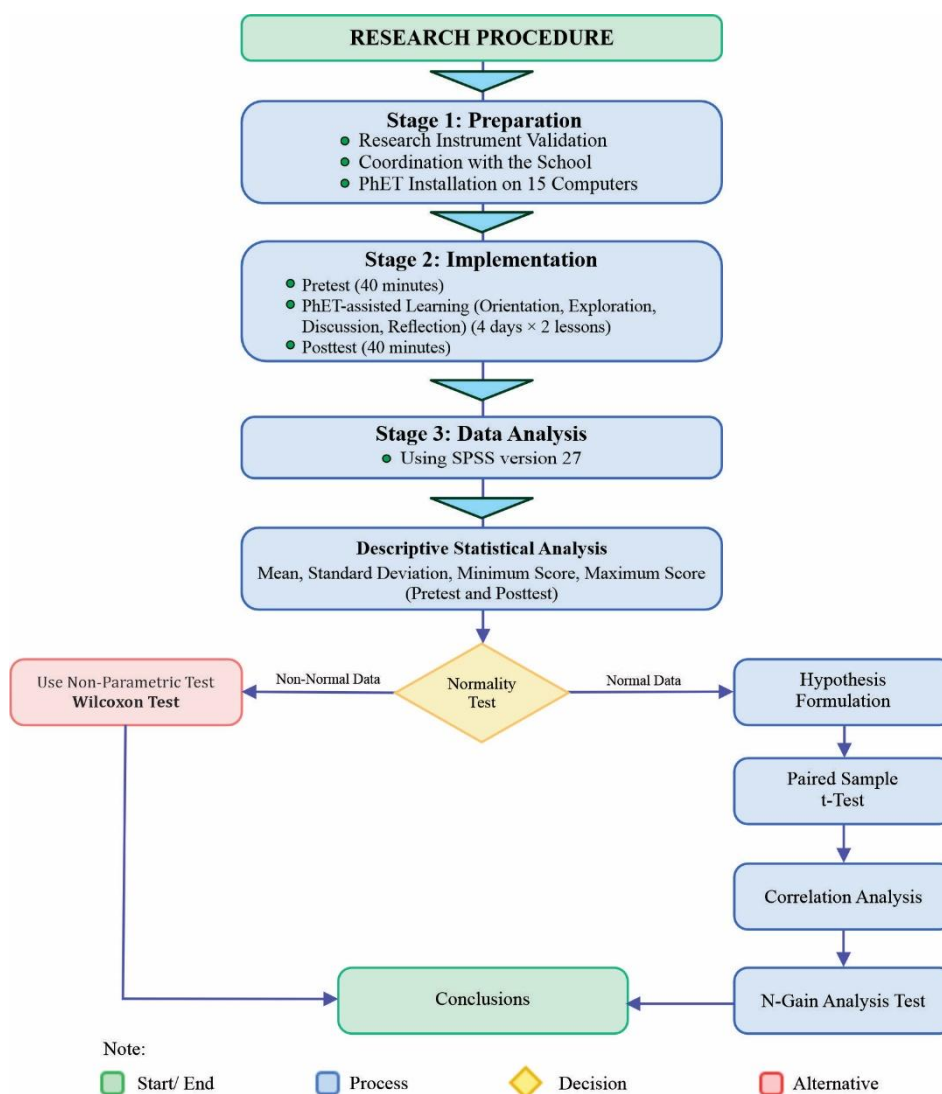 RESEARCH PROCEDURE
Stage 1: Preparation
Research Instrument Validation
Coordination with the School
PhET Installation on 15 Computers
Stage 2: Implementation
Pretest (40 minutes)
PhET-assisted Learning (Orientation, Exploration,
Discussion, Reflection) (4 days × 2 lessons)
Posttest (40 minutes)
Stage 3: Data Analysis
Using SPSS version 27
Descriptive Statistical Analysis
Mean, Standard Deviation, Minimum Score, Maximum Score
(Pretest and Posttest)
Use Non-Parametric Test
Wilcoxon Test
Non-Normal Data
Normality
Test
Normal Data
Hypothesis
Formulation
Paired Sample
t-Test
Correlation Analysis
N-Gain Analysis Test
Conclusions
Note:
Start/ End
Process
Decision
Alternative